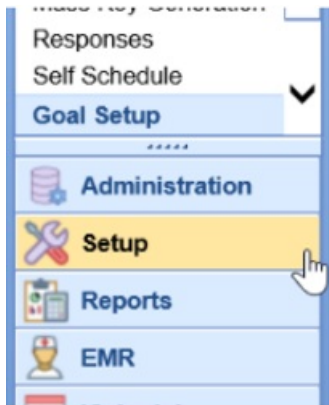 Responses
Self Schedule
Goal Setup
Administration
Setup
Reports
EMR